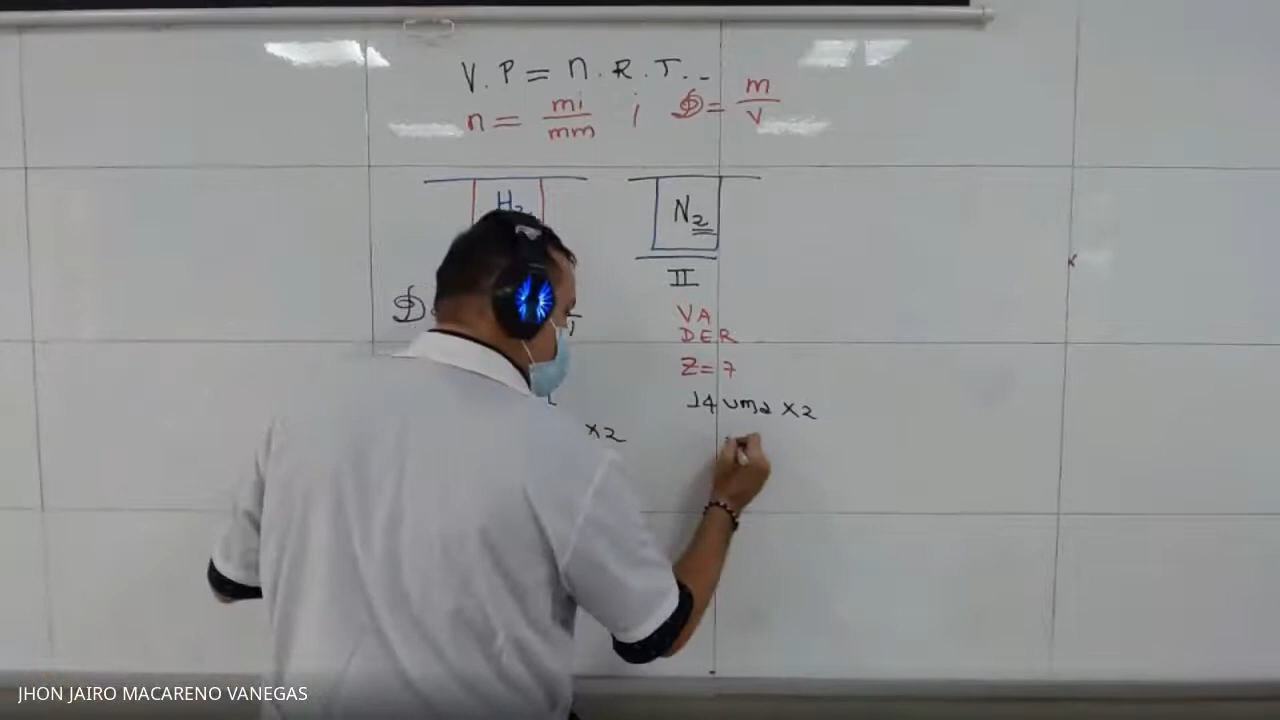 V.P = n.R.T..
n = mi/mm ; D = m/v
H2
N2
II
D
VA
DER
Z=7
14 uma x2
x2
JHON JAIRO MACARENO VANEGAS